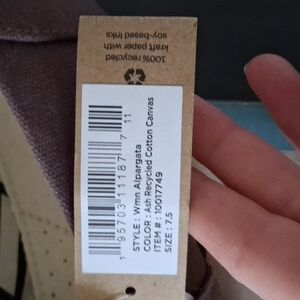 100% recycled
kraft paper with
soy-based inks
1 95703 11187 7 11
STYLE : Wmn Alpargata
COLOR : Ash Recycled Cotton Canvas
ITEM # : 10017749
SIZE : 7.5